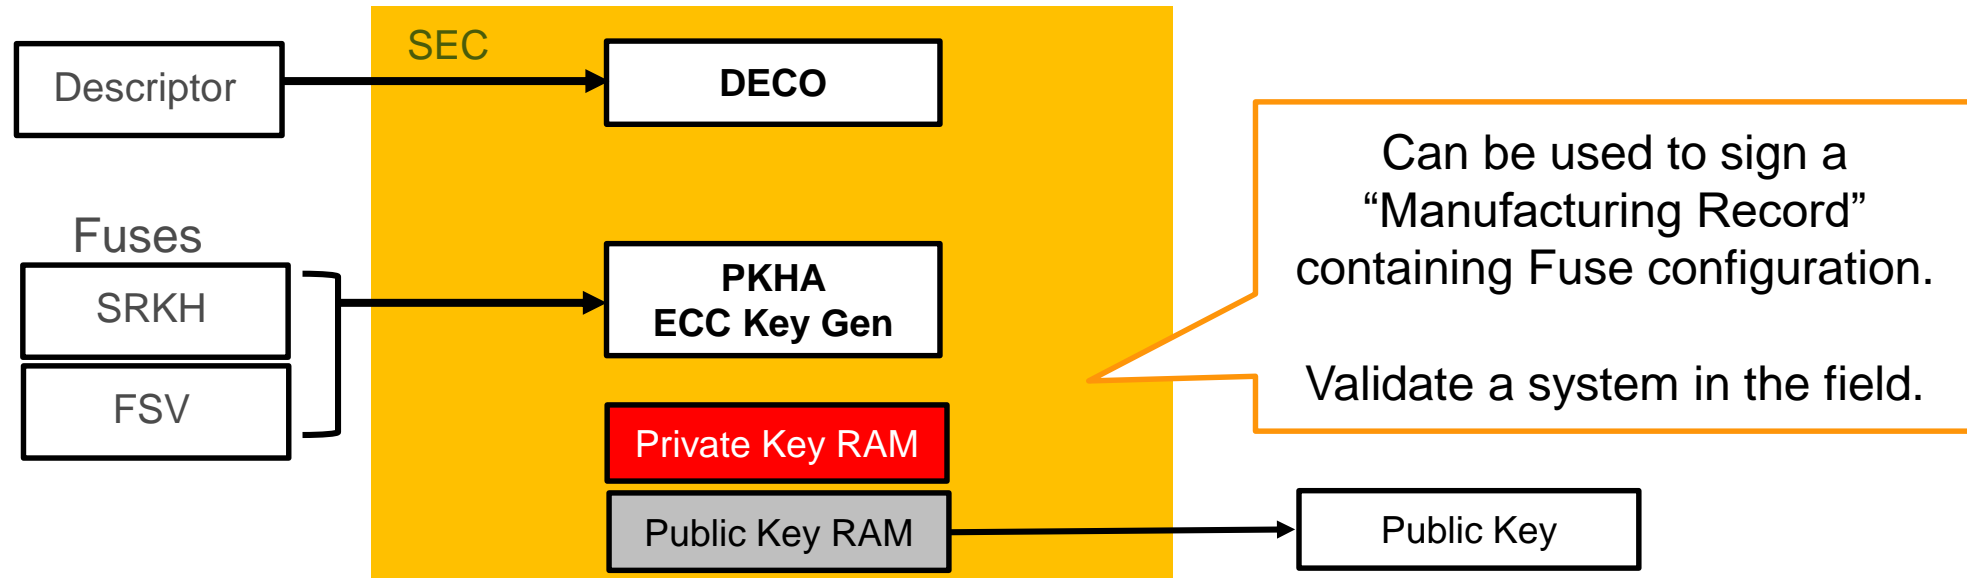 SEC
Descriptor
DECO
Fuses
SRKH
FSV
PKHA
ECC Key Gen
Private Key RAM
Public Key RAM
Can be used to sign a
“Manufacturing Record”
containing Fuse configuration.
Validate a system in the field.
Public Key